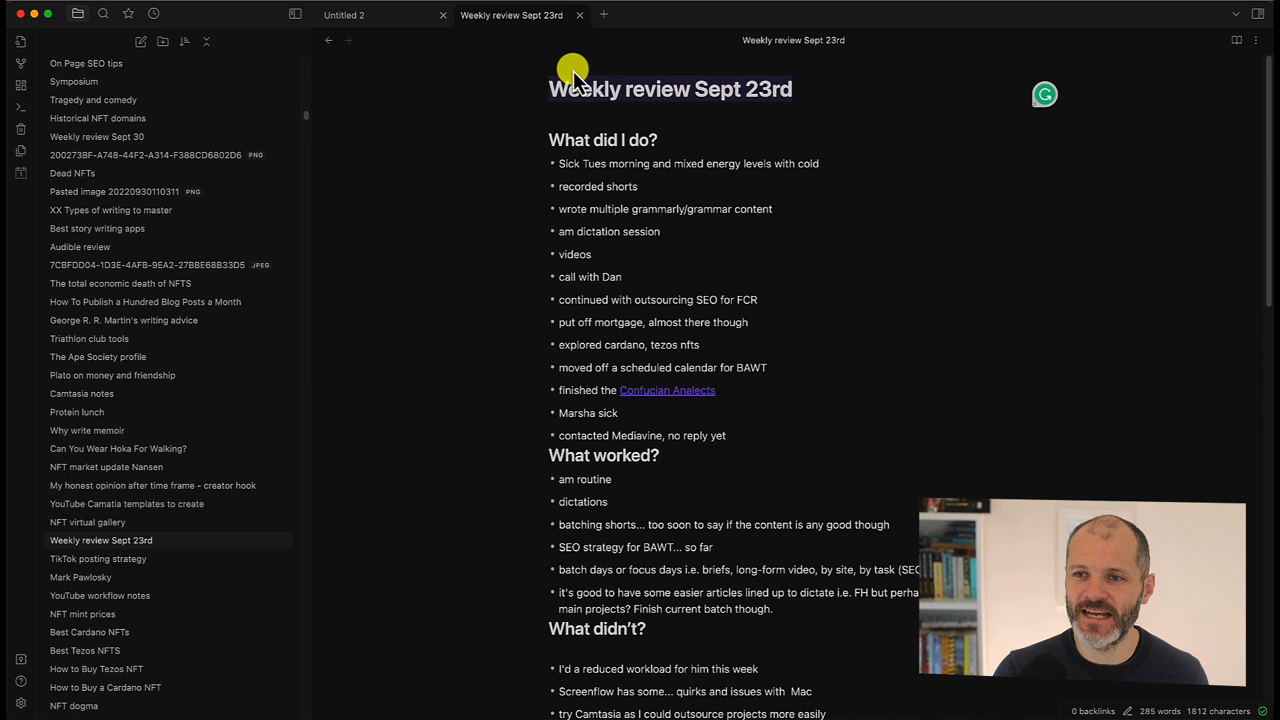 Untitled 2
Weekly review Sept 23rd
Weekly review Sept 23rd
On Page SEO tips
Symposium
Tragedy and comedy
Historical NFT domains
Weekly review Sept 30
200273BF-A748-44F2-A314-F388CD6802D6 PNG
Dead NFTs
Pasted image 20220930110311 PNG
XX Types of writing to master
Best story writing apps
Audible review
7CBFDD04-1D3E-4AFB-9EA2-27BBE68B33D5 JPEG
The total economic death of NFTS
How To Publish a Hundred Blog Posts a Month
George R. R. Martin's writing advice
Triathlon club tools
The Ape Society profile
Plato on money and friendship
Camtasia notes
Protein lunch
Why write memoir
Can You Wear Hoka For Walking?
NFT market update Nansen
My honest opinion after time frame - creator hook
YouTube Camatia templates to create
NFT virtual gallery
Weekly review Sept 23rd
TikTok posting strategy
Mark Pawlosky
YouTube workflow notes
NFT mint prices
Best Cardano NFTs
Best Tezos NFTS
How to Buy Tezos NFT
How to Buy a Cardano NFT
NFT dogma
Weekly review Sept 23rd
What did I do?
Sick Tues morning and mixed energy levels with cold
recorded shorts
wrote multiple grammarly/grammar content
am dictation session
videos
call with Dan
continued with outsourcing SEO for FCR
put off mortgage, almost there though
explored cardano, tezos nfts
moved off a scheduled calendar for BAWT
finished the Confucian Analects
Marsha sick
contacted Mediavine, no reply yet
What worked?
am routine
dictations
batching shorts... too soon to say if the content is any good though
SEO strategy for BAWT... so far
batch days or focus days i.e. briefs, long-form video, by site, by task (SEO
it's good to have some easier articles lined up to dictate i.e. FH but perha
main projects? Finish current batch though.
What didn't?
I'd a reduced workload for him this week
Screenflow has some... quirks and issues with Mac
try Camtasia as I could outsource projects more easily
0 backlinks
285 words
1812 characters